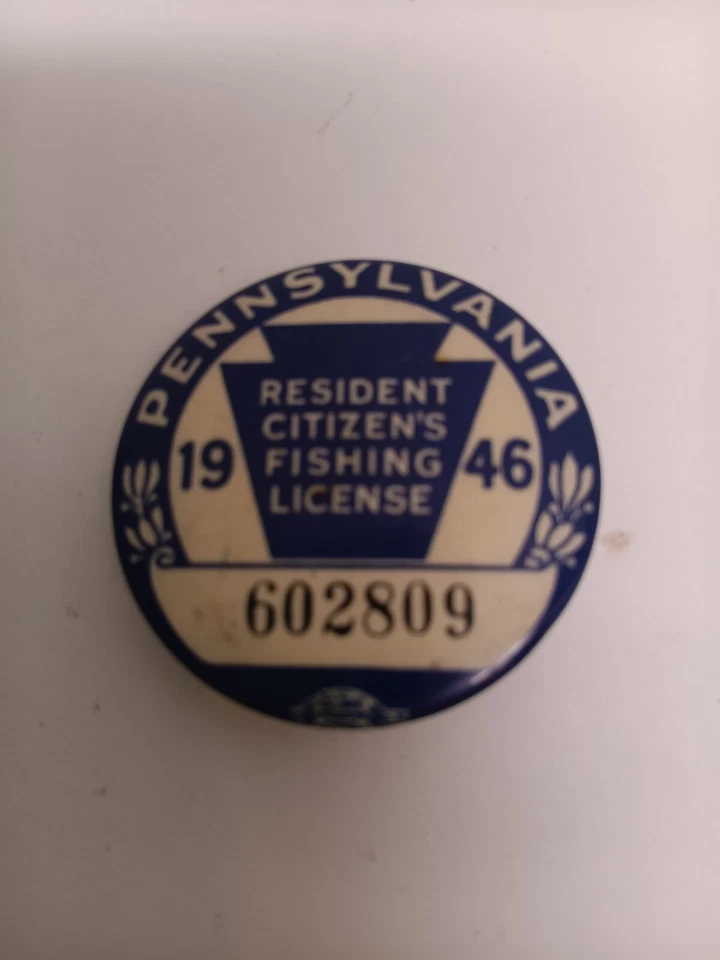 PENNSYLVANIA
RESIDENT
CITIZEN'S
19 FISHING 46
LICENSE
602809